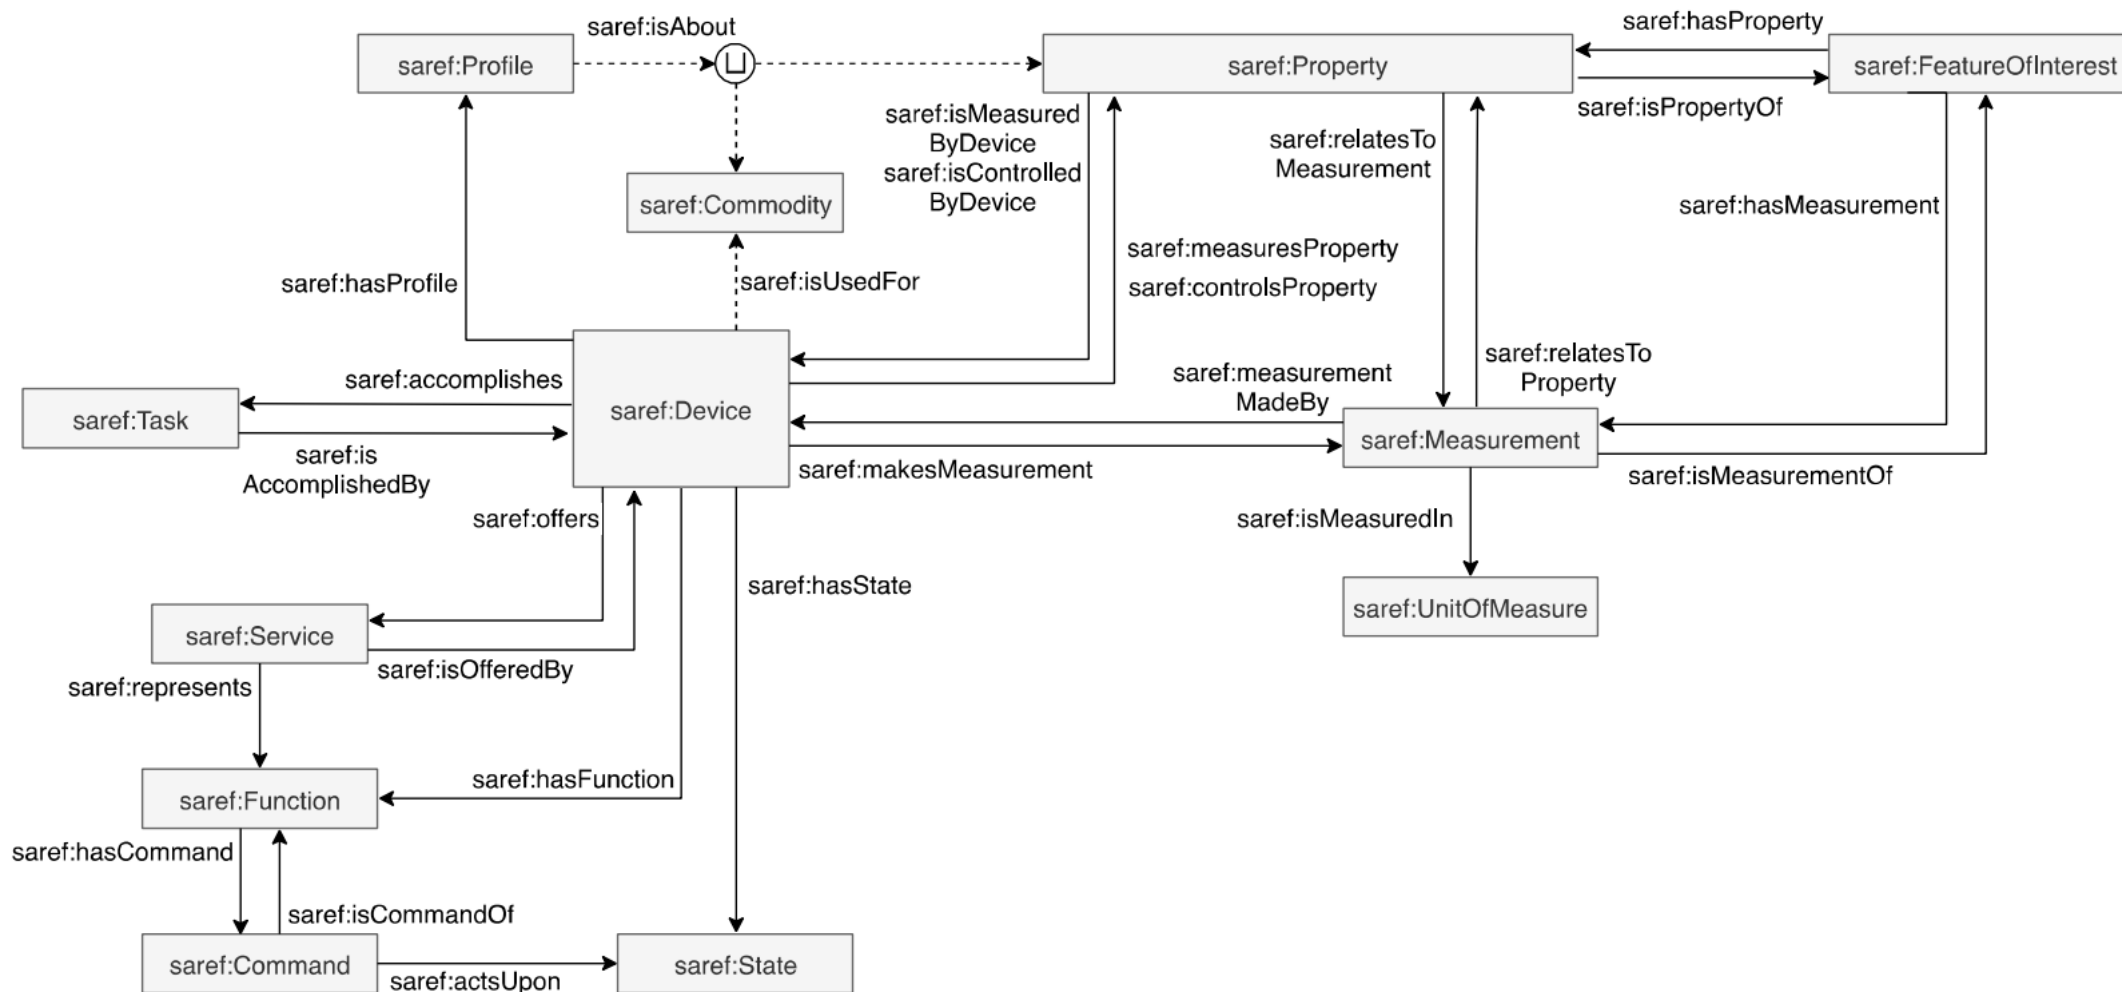 saref:hasProperty
saref:isAbout
saref:Profile
⊔
saref:Property
saref:FeatureOfInterest
saref:isPropertyOf
saref:isMeasured
ByDevice
saref:isControlled
ByDevice
saref:relatesTo
Measurement
saref:Commodity
saref:hasMeasurement
saref:measuresProperty
saref:controlsProperty
saref:hasProfile
saref:isUsedFor
saref:relatesTo
Property
saref:accomplishes
saref:measurement
MadeBy
saref:Task
saref:Device
saref:Measurement
saref:is
AccomplishedBy
saref:makesMeasurement
saref:isMeasurementOf
saref:offers
saref:isMeasuredIn
saref:hasState
saref:UnitOfMeasure
saref:Service
saref:isOfferedBy
saref:represents
saref:hasFunction
saref:Function
saref:hasCommand
saref:isCommandOf
saref:Command
saref:actsUpon
saref:State